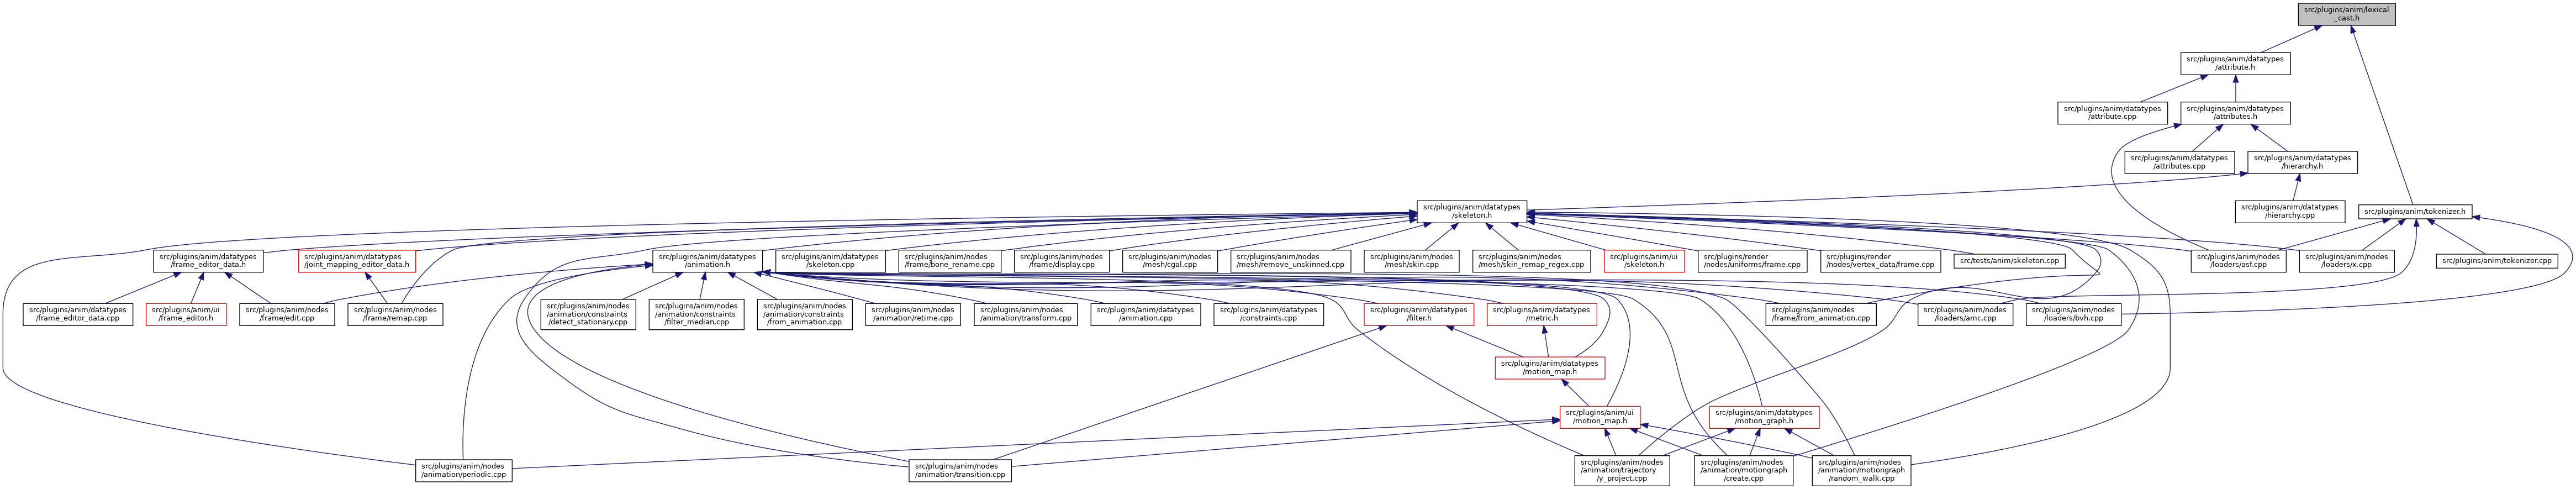 src/plugins/anim/lexical
_cast.h
src/plugins/anim/datatypes
/attribute.h
src/plugins/anim/datatypes
/attribute.cpp
src/plugins/anim/datatypes
/attributes.h
src/plugins/anim/datatypes
/attributes.cpp
src/plugins/anim/datatypes
/hierarchy.h
src/plugins/anim/datatypes
/skeleton.h
src/plugins/anim/datatypes
/hierarchy.cpp
src/plugins/anim/tokenizer.h
src/plugins/anim/datatypes
/frame_editor_data.h
src/plugins/anim/datatypes
/joint_mapping_editor_data.h
src/plugins/anim/datatypes
/animation.h
src/plugins/anim/datatypes
/skeleton.cpp
src/plugins/anim/nodes
/frame/bone_rename.cpp
src/plugins/anim/nodes
/frame/display.cpp
src/plugins/anim/nodes
/mesh/cgal.cpp
src/plugins/anim/nodes
/mesh/remove_unskinned.cpp
src/plugins/anim/nodes
/mesh/skin.cpp
src/plugins/anim/nodes
/mesh/skin_remap_regex.cpp
src/plugins/anim/ui
/skeleton.h
src/plugins/render
/nodes/uniforms/frame.cpp
src/plugins/render
/nodes/vertex_data/frame.cpp
src/tests/anim/skeleton.cpp
src/plugins/anim/nodes
/loaders/asf.cpp
src/plugins/anim/nodes
/loaders/x.cpp
src/plugins/anim/tokenizer.cpp
src/plugins/anim/datatypes
/frame_editor_data.cpp
src/plugins/anim/ui
/frame_editor.h
src/plugins/anim/nodes
/frame/edit.cpp
src/plugins/anim/nodes
/frame/remap.cpp
src/plugins/anim/nodes
/animation/constraints
/detect_stationary.cpp
src/plugins/anim/nodes
/animation/constraints
/filter_median.cpp
src/plugins/anim/nodes
/animation/constraints
/from_animation.cpp
src/plugins/anim/nodes
/animation/retime.cpp
src/plugins/anim/nodes
/animation/transform.cpp
src/plugins/anim/datatypes
/animation.cpp
src/plugins/anim/datatypes
/constraints.cpp
src/plugins/anim/datatypes
/filter.h
src/plugins/anim/datatypes
/metric.h
src/plugins/anim/nodes
/frame/from_animation.cpp
src/plugins/anim/nodes
/loaders/amc.cpp
src/plugins/anim/nodes
/loaders/bvh.cpp
src/plugins/anim/datatypes
/motion_map.h
src/plugins/anim/ui
/motion_map.h
src/plugins/anim/datatypes
/motion_graph.h
src/plugins/anim/nodes
/animation/periodic.cpp
src/plugins/anim/nodes
/animation/transition.cpp
src/plugins/anim/nodes
/animation/trajectory
/y_project.cpp
src/plugins/anim/nodes
/animation/motiongraph
/create.cpp
src/plugins/anim/nodes
/animation/motiongraph
/random_walk.cpp